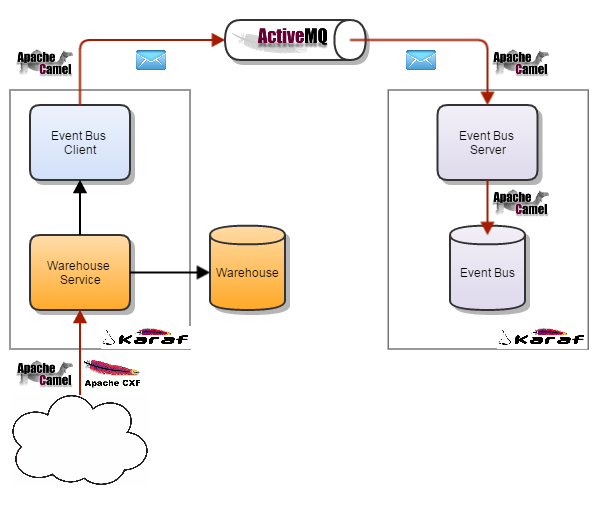 ActiveMQ
Apache
Camel
Apache
Camel
Event Bus
Client
Event Bus
Server
Apache
Camel
Warehouse
Service
Warehouse
Event Bus
Karaf
Karaf
Apache
Camel
Apache CXF